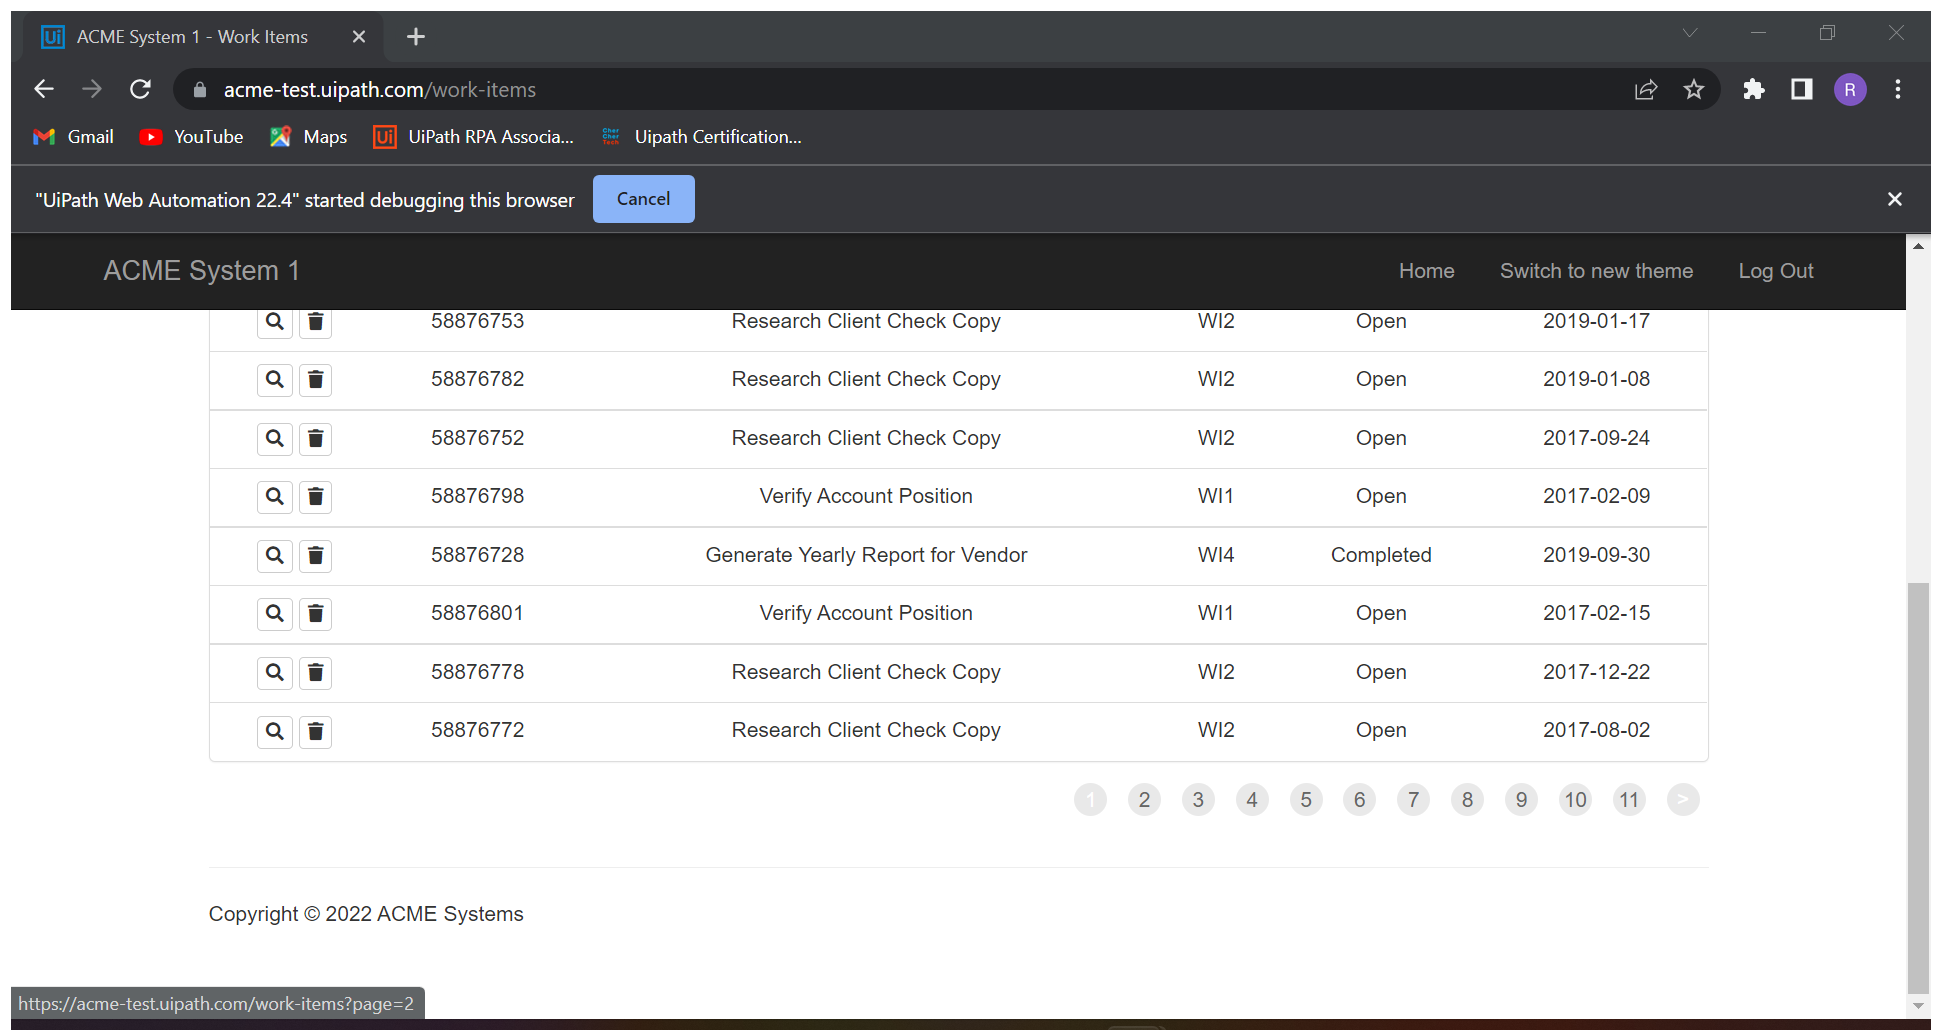 Ui ACME System 1 - Work Items
acme-test.uipath.com/work-items R
Gmail YouTube Maps Ui UiPath RPA Associa... Cher Cher Tech Uipath Certification...
"UiPath Web Automation 22.4" started debugging this browser Cancel
ACME System 1 Home Switch to new theme Log Out
58876753 Research Client Check Copy WI2 Open 2019-01-17
58876782 Research Client Check Copy WI2 Open 2019-01-08
58876752 Research Client Check Copy WI2 Open 2017-09-24
58876798 Verify Account Position WI1 Open 2017-02-09
58876728 Generate Yearly Report for Vendor WI4 Completed 2019-09-30
58876801 Verify Account Position WI1 Open 2017-02-15
58876778 Research Client Check Copy WI2 Open 2017-12-22
58876772 Research Client Check Copy WI2 Open 2017-08-02
1 2 3 4 5 6 7 8 9 10 11 >
Copyright © 2022 ACME Systems
https://acme-test.uipath.com/work-items?page=2